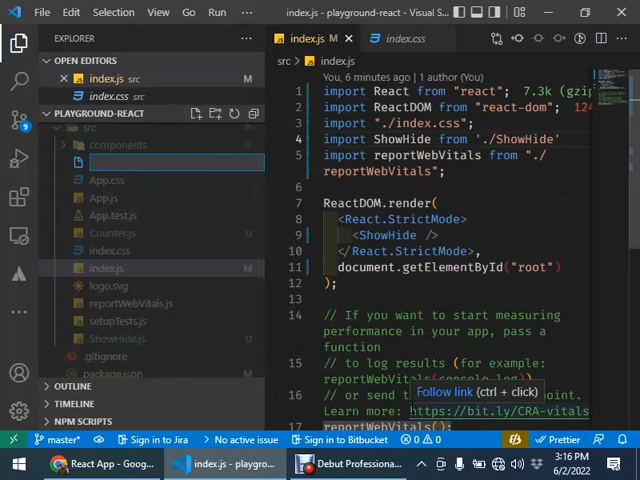 File Edit Selection View Go Run ··· index.js - playground-react - Visual S...
EXPLORER
OPEN EDITORS
index.js src M
index.css src
PLAYGROUND-REACT
src
components
App.css
App.js
App.test.js
Counter.js
index.css
index.js M
logo.svg
reportWebVitals.js
setupTests.js
ShowHide.js
.gitignore
package.json
OUTLINE
TIMELINE
NPM SCRIPTS
9
index.js M index.css
src > index.js
You, 6 minutes ago | 1 author (You)
1 import React from "react"; 7.3k (gzip
2 import ReactDOM from "react-dom"; 124
3 import "./index.css";
4 import ShowHide from './ShowHide'
5 import reportWebVitals from "./
reportWebVitals";
6
7 ReactDOM.render(
8 <React.StrictMode>
9 <ShowHide />
10 </React.StrictMode>,
11 document.getElementById("root")
12 );
13
14 // If you want to start measuring
performance in your app, pass a
function
15 // to log results (for example:
reportWebVitals(console.log))
16 // or send t
point.
Learn more: https://bit.ly/CRA-vitals
17 reportWebVitals();
Follow link (ctrl + click)
master* Sign in to Jira No active issue Sign in to Bitbucket 0 0 Prettier
React App - Goog... index.js - playgrou... Debut Professiona... 3:16 PM
6/2/2022